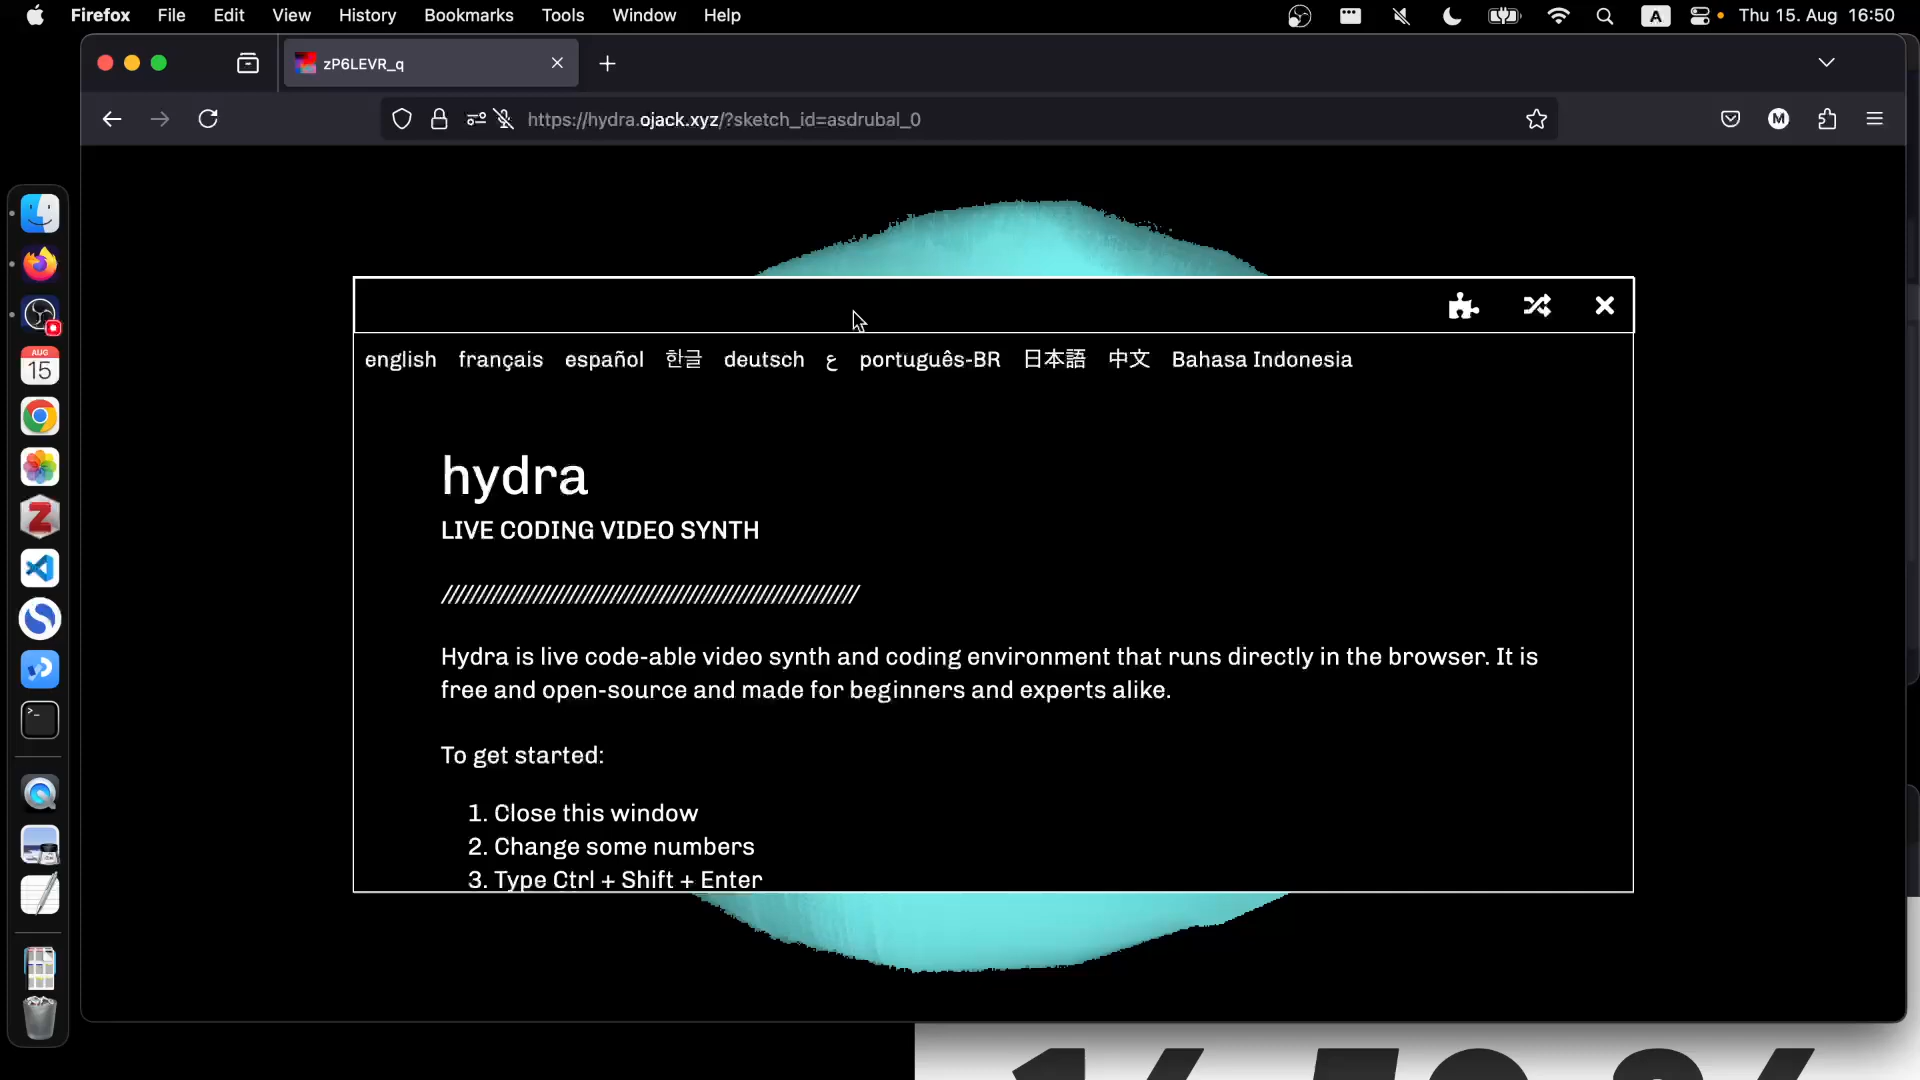 Firefox File Edit View History Bookmarks Tools Window Help A Thu 15. Aug 16:50
zP6LEVR_q
https://hydra.ojack.xyz/?sketch_id=asdrubal_0
M
AUG
15
Z
english français español 한글 deutsch ع português-BR 日本語 中文 Bahasa Indonesia
hydra
LIVE CODING VIDEO SYNTH
////////////////////////////////////////////////////////////
Hydra is live code-able video synth and coding environment that runs directly in the browser. It is
free and open-source and made for beginners and experts alike.
To get started:
1. Close this window
2. Change some numbers
3. Type Ctrl + Shift + Enter